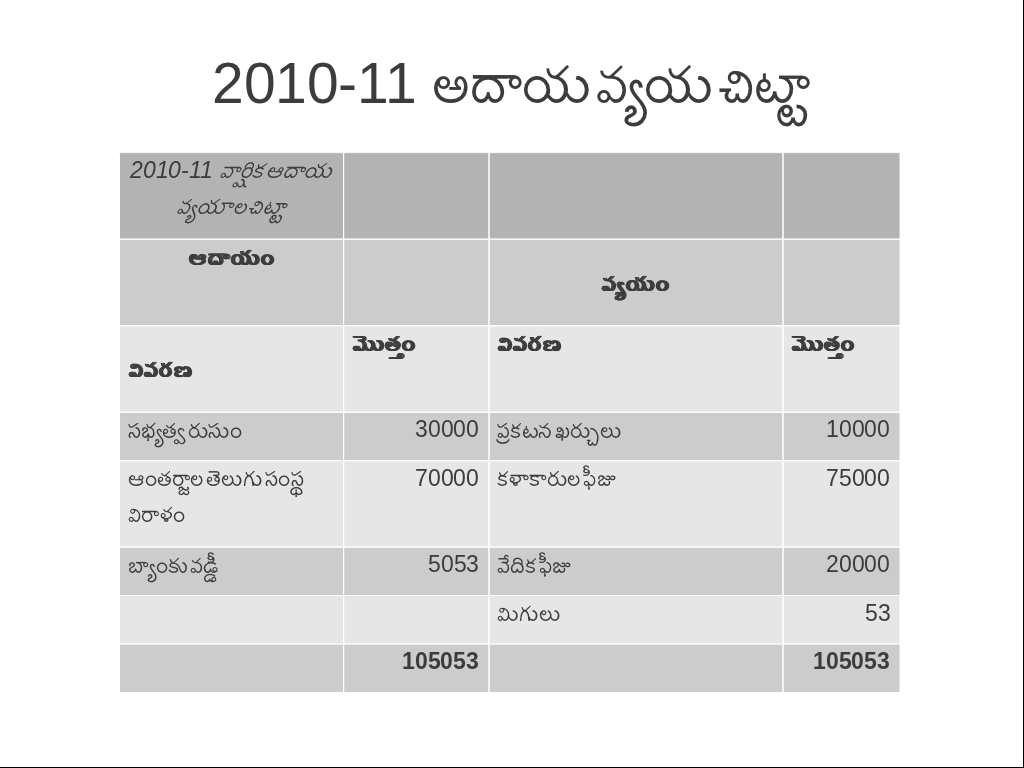 2010-11 అదాయ వ్యయ చిట్టా
2010-11 వార్షిక ఆదాయ
వ్యయాల చిట్టా
ఆదాయం
వ్యయం
మొత్తం వివరణ మొత్తం
వివరణ
సభ్యత్వ రుసుం 30000 ప్రకటన ఖర్చులు 10000
ఆంతర్జాల తెలుగు సంస్థ 70000 కళాకారుల ఫీజు 75000
విరాళం
బ్యాంకు వడ్డీ 5053 వేదిక ఫీజు 20000
మిగులు 53
105053 105053